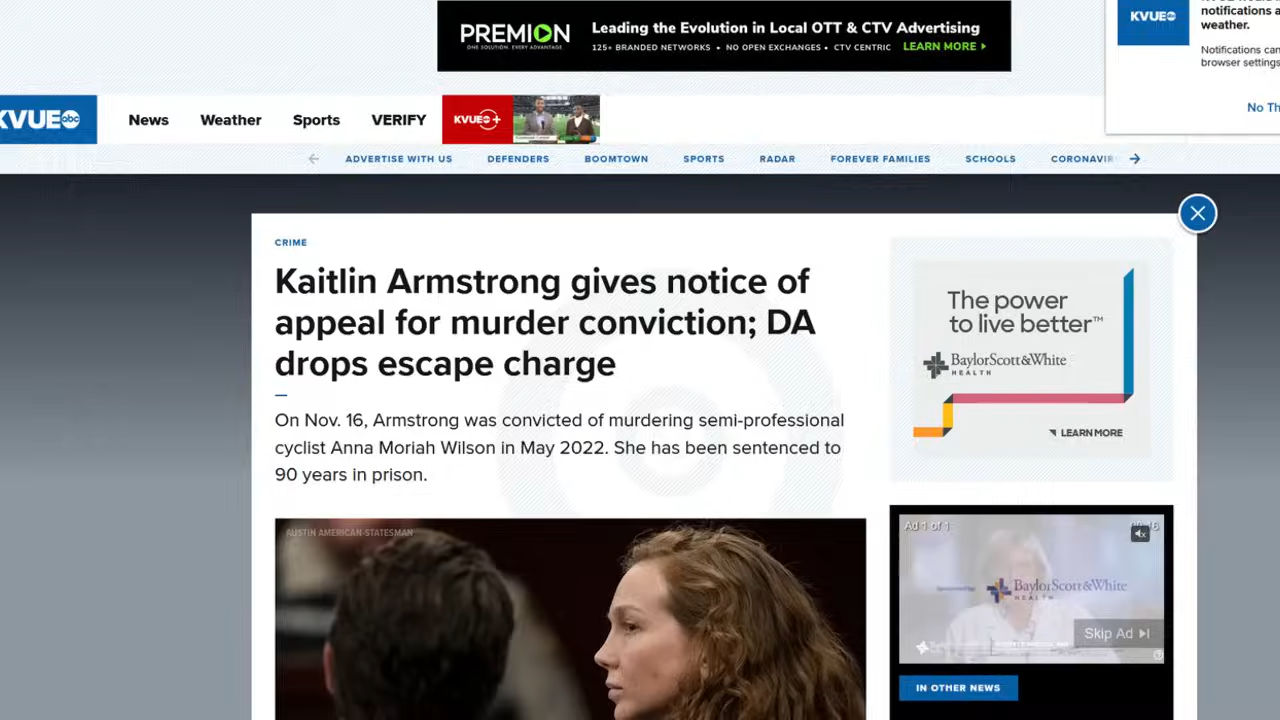 PREMION
ONE SOLUTION. EVERY ADVANTAGE.
Leading the Evolution in Local OTT & CTV Advertising
125+ BRANDED NETWORKS • NO OPEN EXCHANGES • CTV CENTRIC LEARN MORE
KVUE abc
notifications a
weather.
Notifications can
browser settings
No Th
KVUE abc
News
Weather
Sports
VERIFY
KVUE+
ADVERTISE WITH US
DEFENDERS
BOOMTOWN
SPORTS
RADAR
FOREVER FAMILIES
SCHOOLS
CORONAVIR
CRIME
Kaitlin Armstrong gives notice of
appeal for murder conviction; DA
drops escape charge
On Nov. 16, Armstrong was convicted of murdering semi-professional
cyclist Anna Moriah Wilson in May 2022. She has been sentenced to
90 years in prison.
AUSTIN AMERICAN-STATESMAN
The power
to live better™
BaylorScott&White
HEALTH
LEARN MORE
Ad 1 of 1
BaylorScott&White
HEALTH
Skip Ad
IN OTHER NEWS